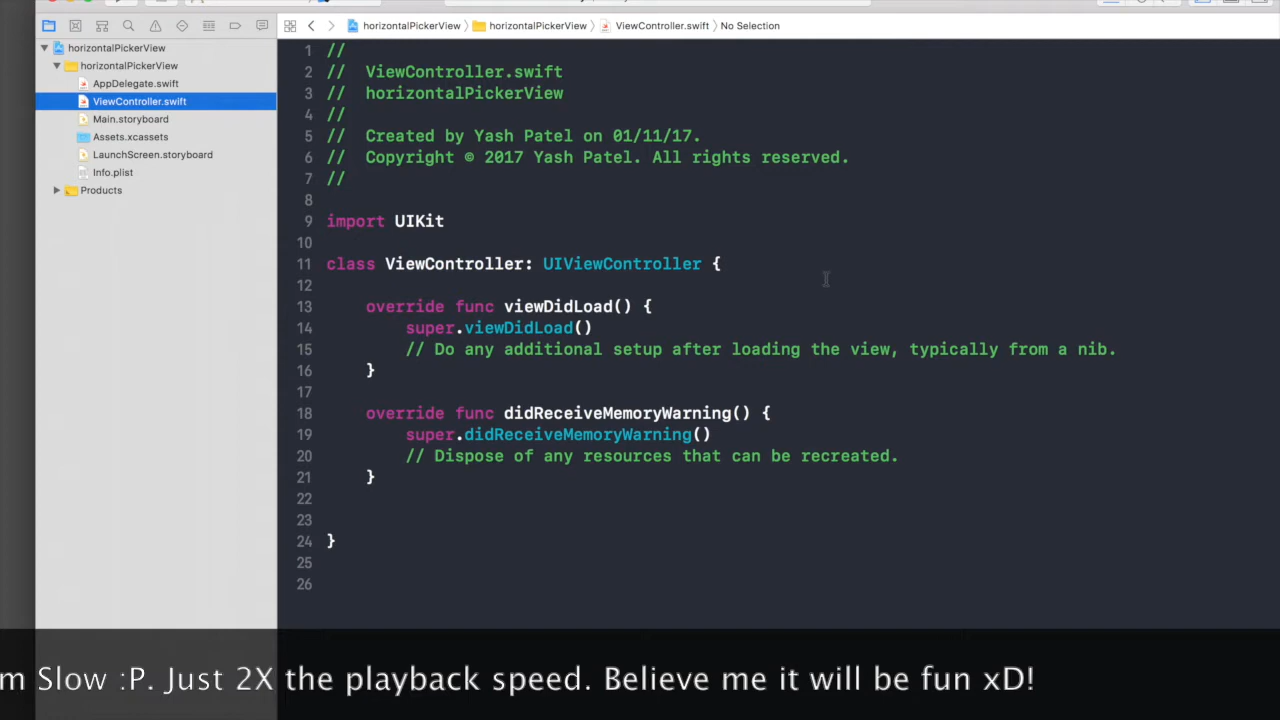 horizontalPickerView
horizontalPickerView
AppDelegate.swift
ViewController.swift
Main.storyboard
Assets.xcassets
LaunchScreen.storyboard
Info.plist
Products
horizontalPickerView
horizontalPickerView
ViewController.swift
No Selection
1 //
2 // ViewController.swift
3 // horizontalPickerView
4 //
5 // Created by Yash Patel on 01/11/17.
6 // Copyright © 2017 Yash Patel. All rights reserved.
7 //
8
9 import UIKit
10
11 class ViewController: UIViewController {
12
13 override func viewDidLoad() {
14 super.viewDidLoad()
15 // Do any additional setup after loading the view, typically from a nib.
16 }
17
18 override func didReceiveMemoryWarning() {
19 super.didReceiveMemoryWarning()
20 // Dispose of any resources that can be recreated.
21 }
22
23
24 }
25
26
m Slow :P. Just 2X the playback speed. Believe me it will be fun xD!